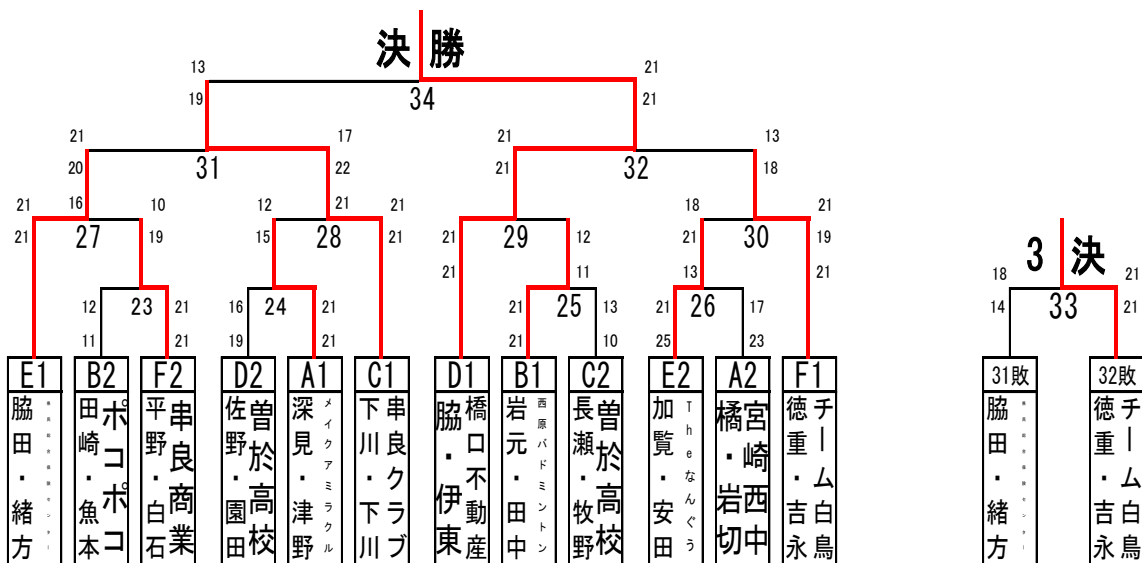 決 勝
13 21
19 34 21
21 17 21 13
20 31 22 21 32 18
21 16 10 12 21 21 18 21
21 27 19 15 28 21 21 29 12 21 30 19
12 23 21 16 24 21 21 11 13 21 21
11 21 19 21 21 25 13 26 17
10 25 23
E1 B2 F2 D2 A1 C1 D1 B1 C2 E2 A2 F1
脇田・緒方
ポコポコ
田崎・魚本
串良商業
平野・白石
曽於高校
佐野・園田
メイクアミラクル
深見・津野
串良クラブ
下川・下川
橋口不動産
脇・伊東
西原バドミントン
岩元・田中
曽於高校
長瀬・牧野
Theなんぐう
加覧・安田
宮崎西中
橘・岩切
チーム白鳥
徳重・吉永
3 決
18 21
14 33 21
31敗 32敗
脇田・緒方
チーム白鳥
徳重・吉永